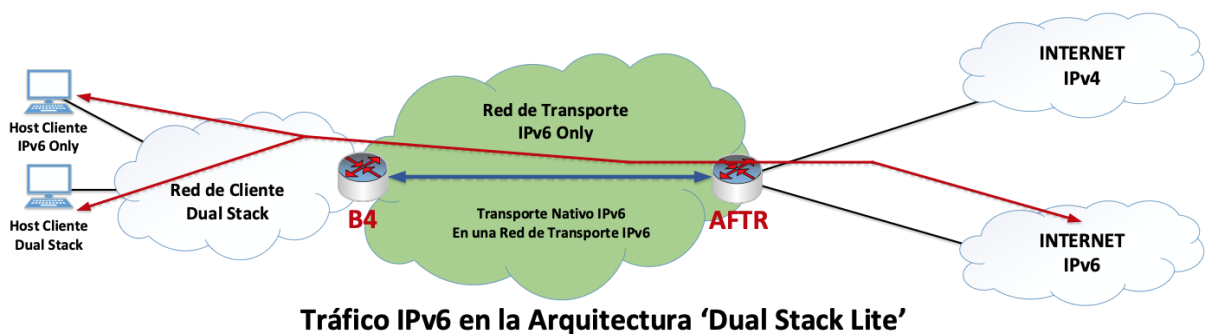 INTERNET
IPv4
Red de Transporte
IPv6 Only
Host Cliente
IPv6 Only
Red de Cliente
Dual Stack
Host Cliente
Dual Stack
B4
AFTR
Transporte Nativo IPv6
En una Red de Transporte IPv6
INTERNET
IPv6
Tráfico IPv6 en la Arquitectura ‘Dual Stack Lite’